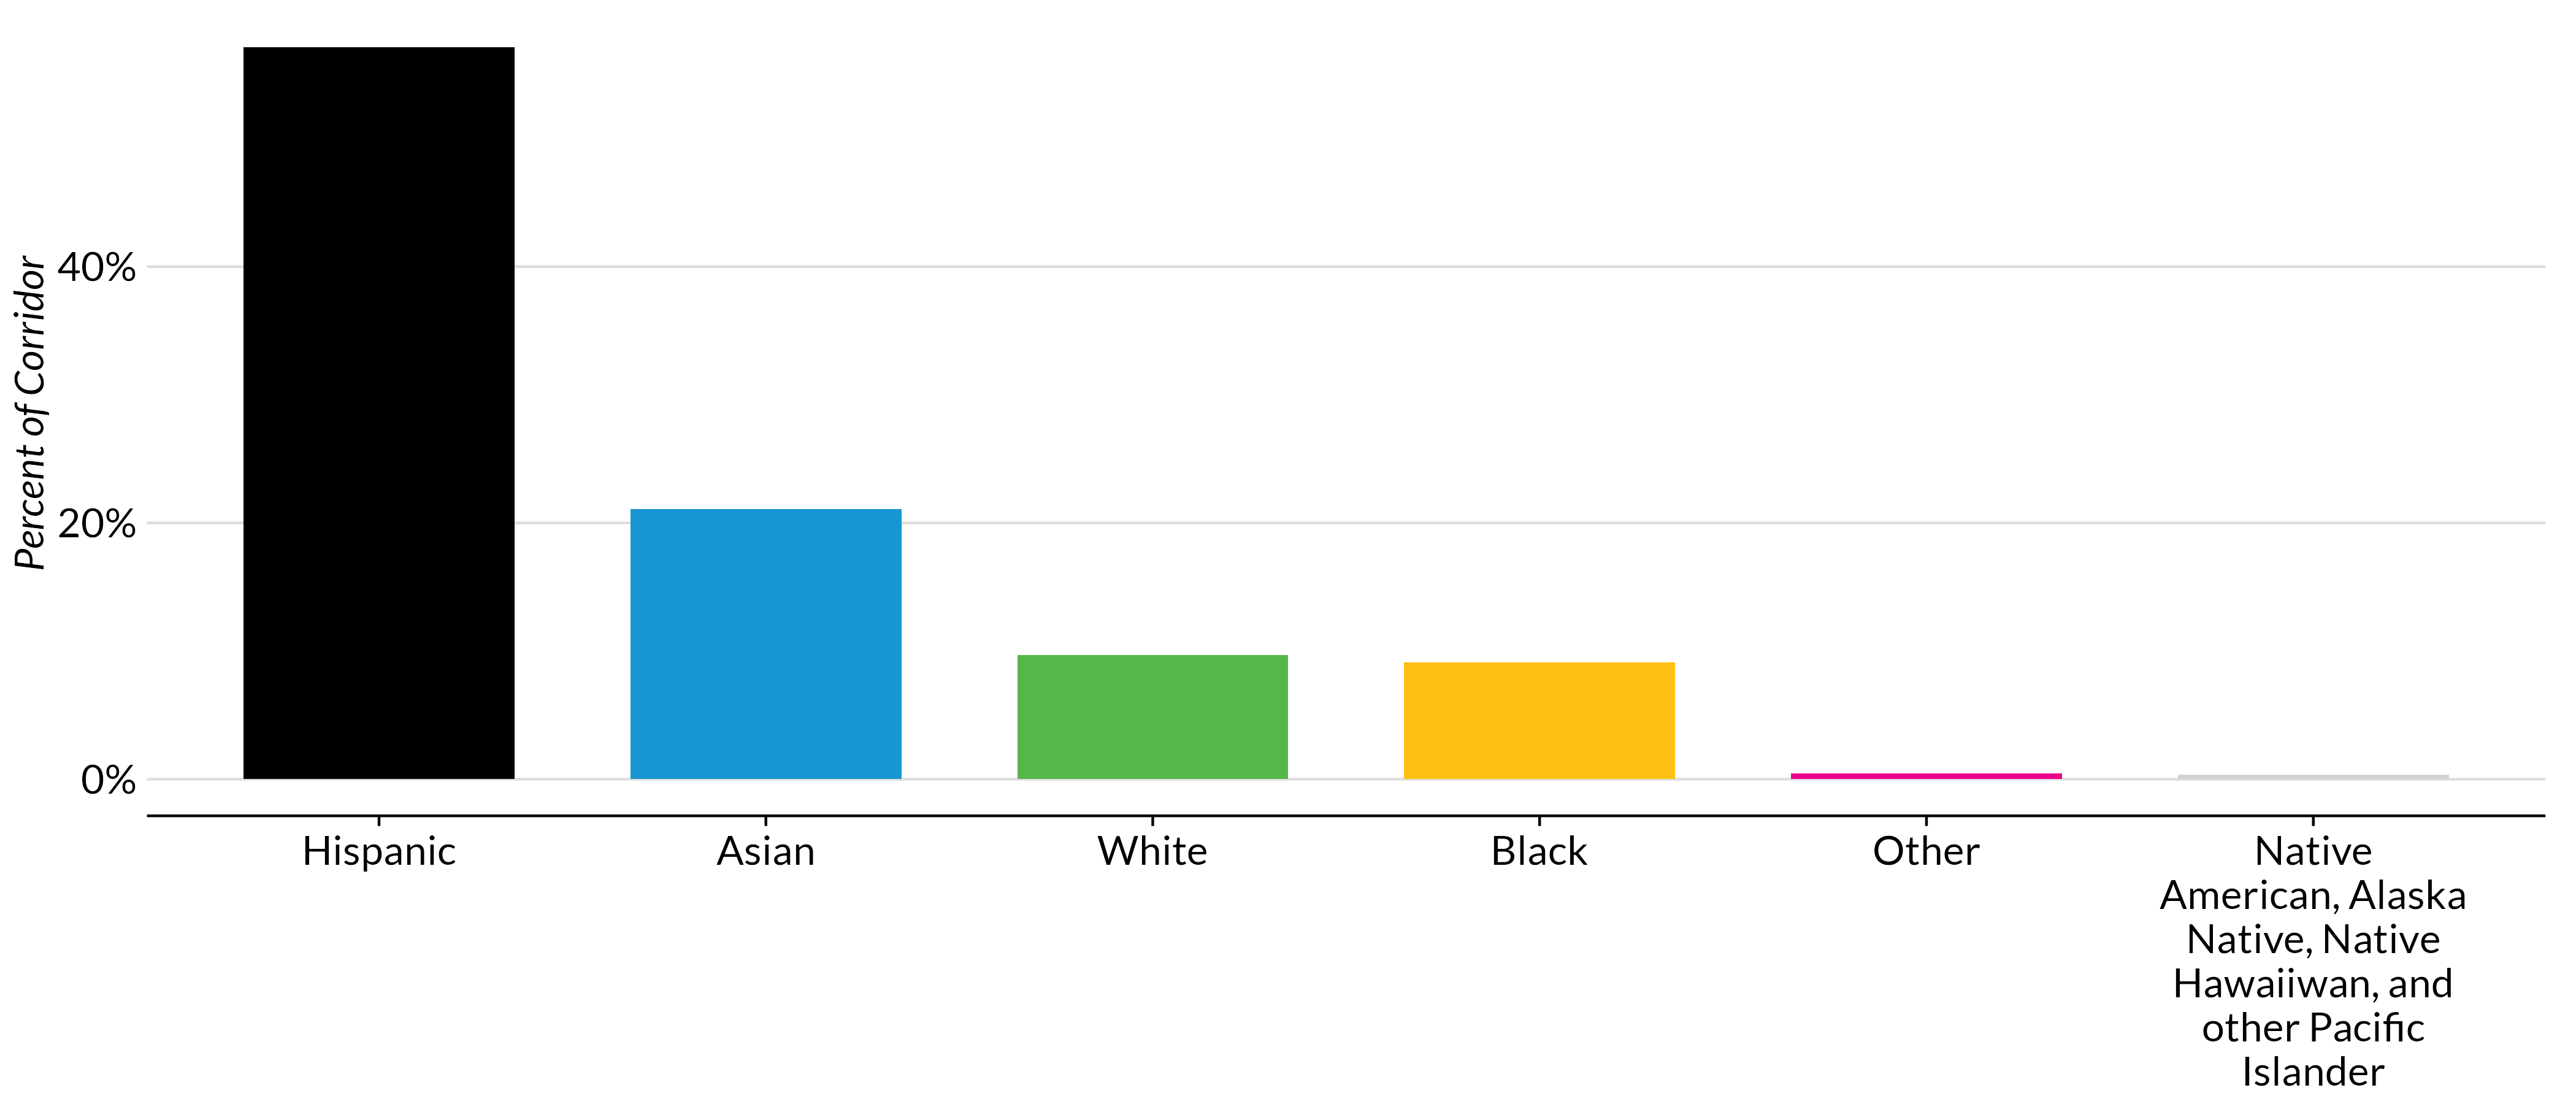 Percent of Corridor
40%
20%
0%
Hispanic
Asian
White
Black
Other
Native
American, Alaska
Native, Native
Hawaiiwan, and
other Pacific
Islander